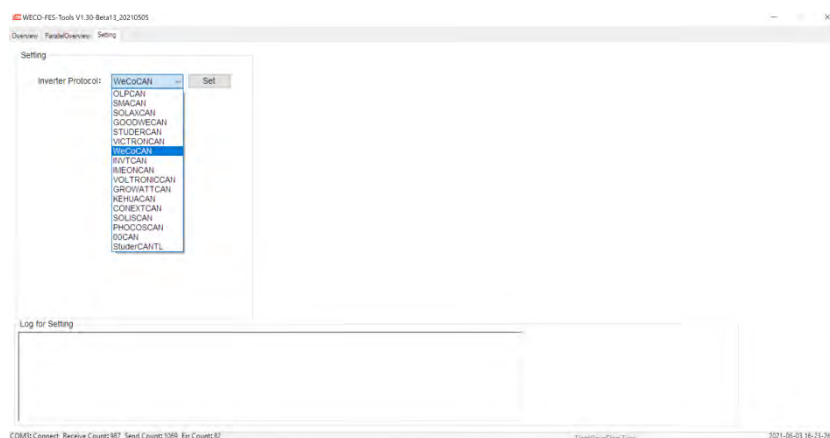 WECO-FES-Tools V1.30-Beta13_20210505
Overview ParallelOverview Setting
Setting
Inverter Protocol: WeCoCAN Set
OLPCAN
SMACAN
SOLAXCAN
GOODWECAN
STUDERCAN
VICTRONCAN
WeCoCAN
INVTCAN
IMEONCAN
VOLTRONICCAN
GROWATTCAN
KEHUACAN
CONEXTCAN
SOLISCAN
PHOCOSCAN
00CAN
StuderCANTL
Log for Setting
COM3: Connect Receive Count: 987 Send Count: 1069 Err Count: 82
2021-06-03 16-23-26